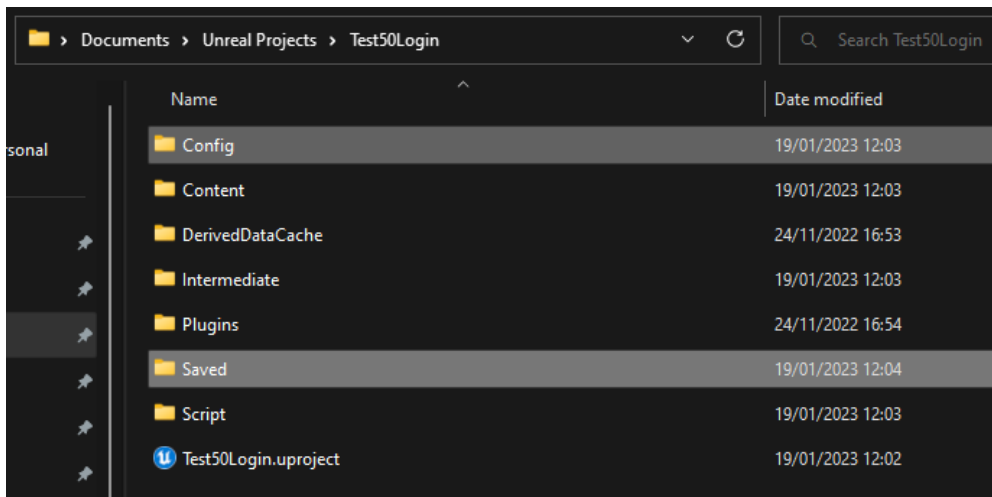 Documents > Unreal Projects > Test50Login Search Test50Login
Name Date modified
Config 19/01/2023 12:03
rsonal
Content 19/01/2023 12:03
DerivedDataCache 24/11/2022 16:53
Intermediate 19/01/2023 12:03
Plugins 24/11/2022 16:54
Saved 19/01/2023 12:04
Script 19/01/2023 12:03
Test50Login.uproject 19/01/2023 12:02